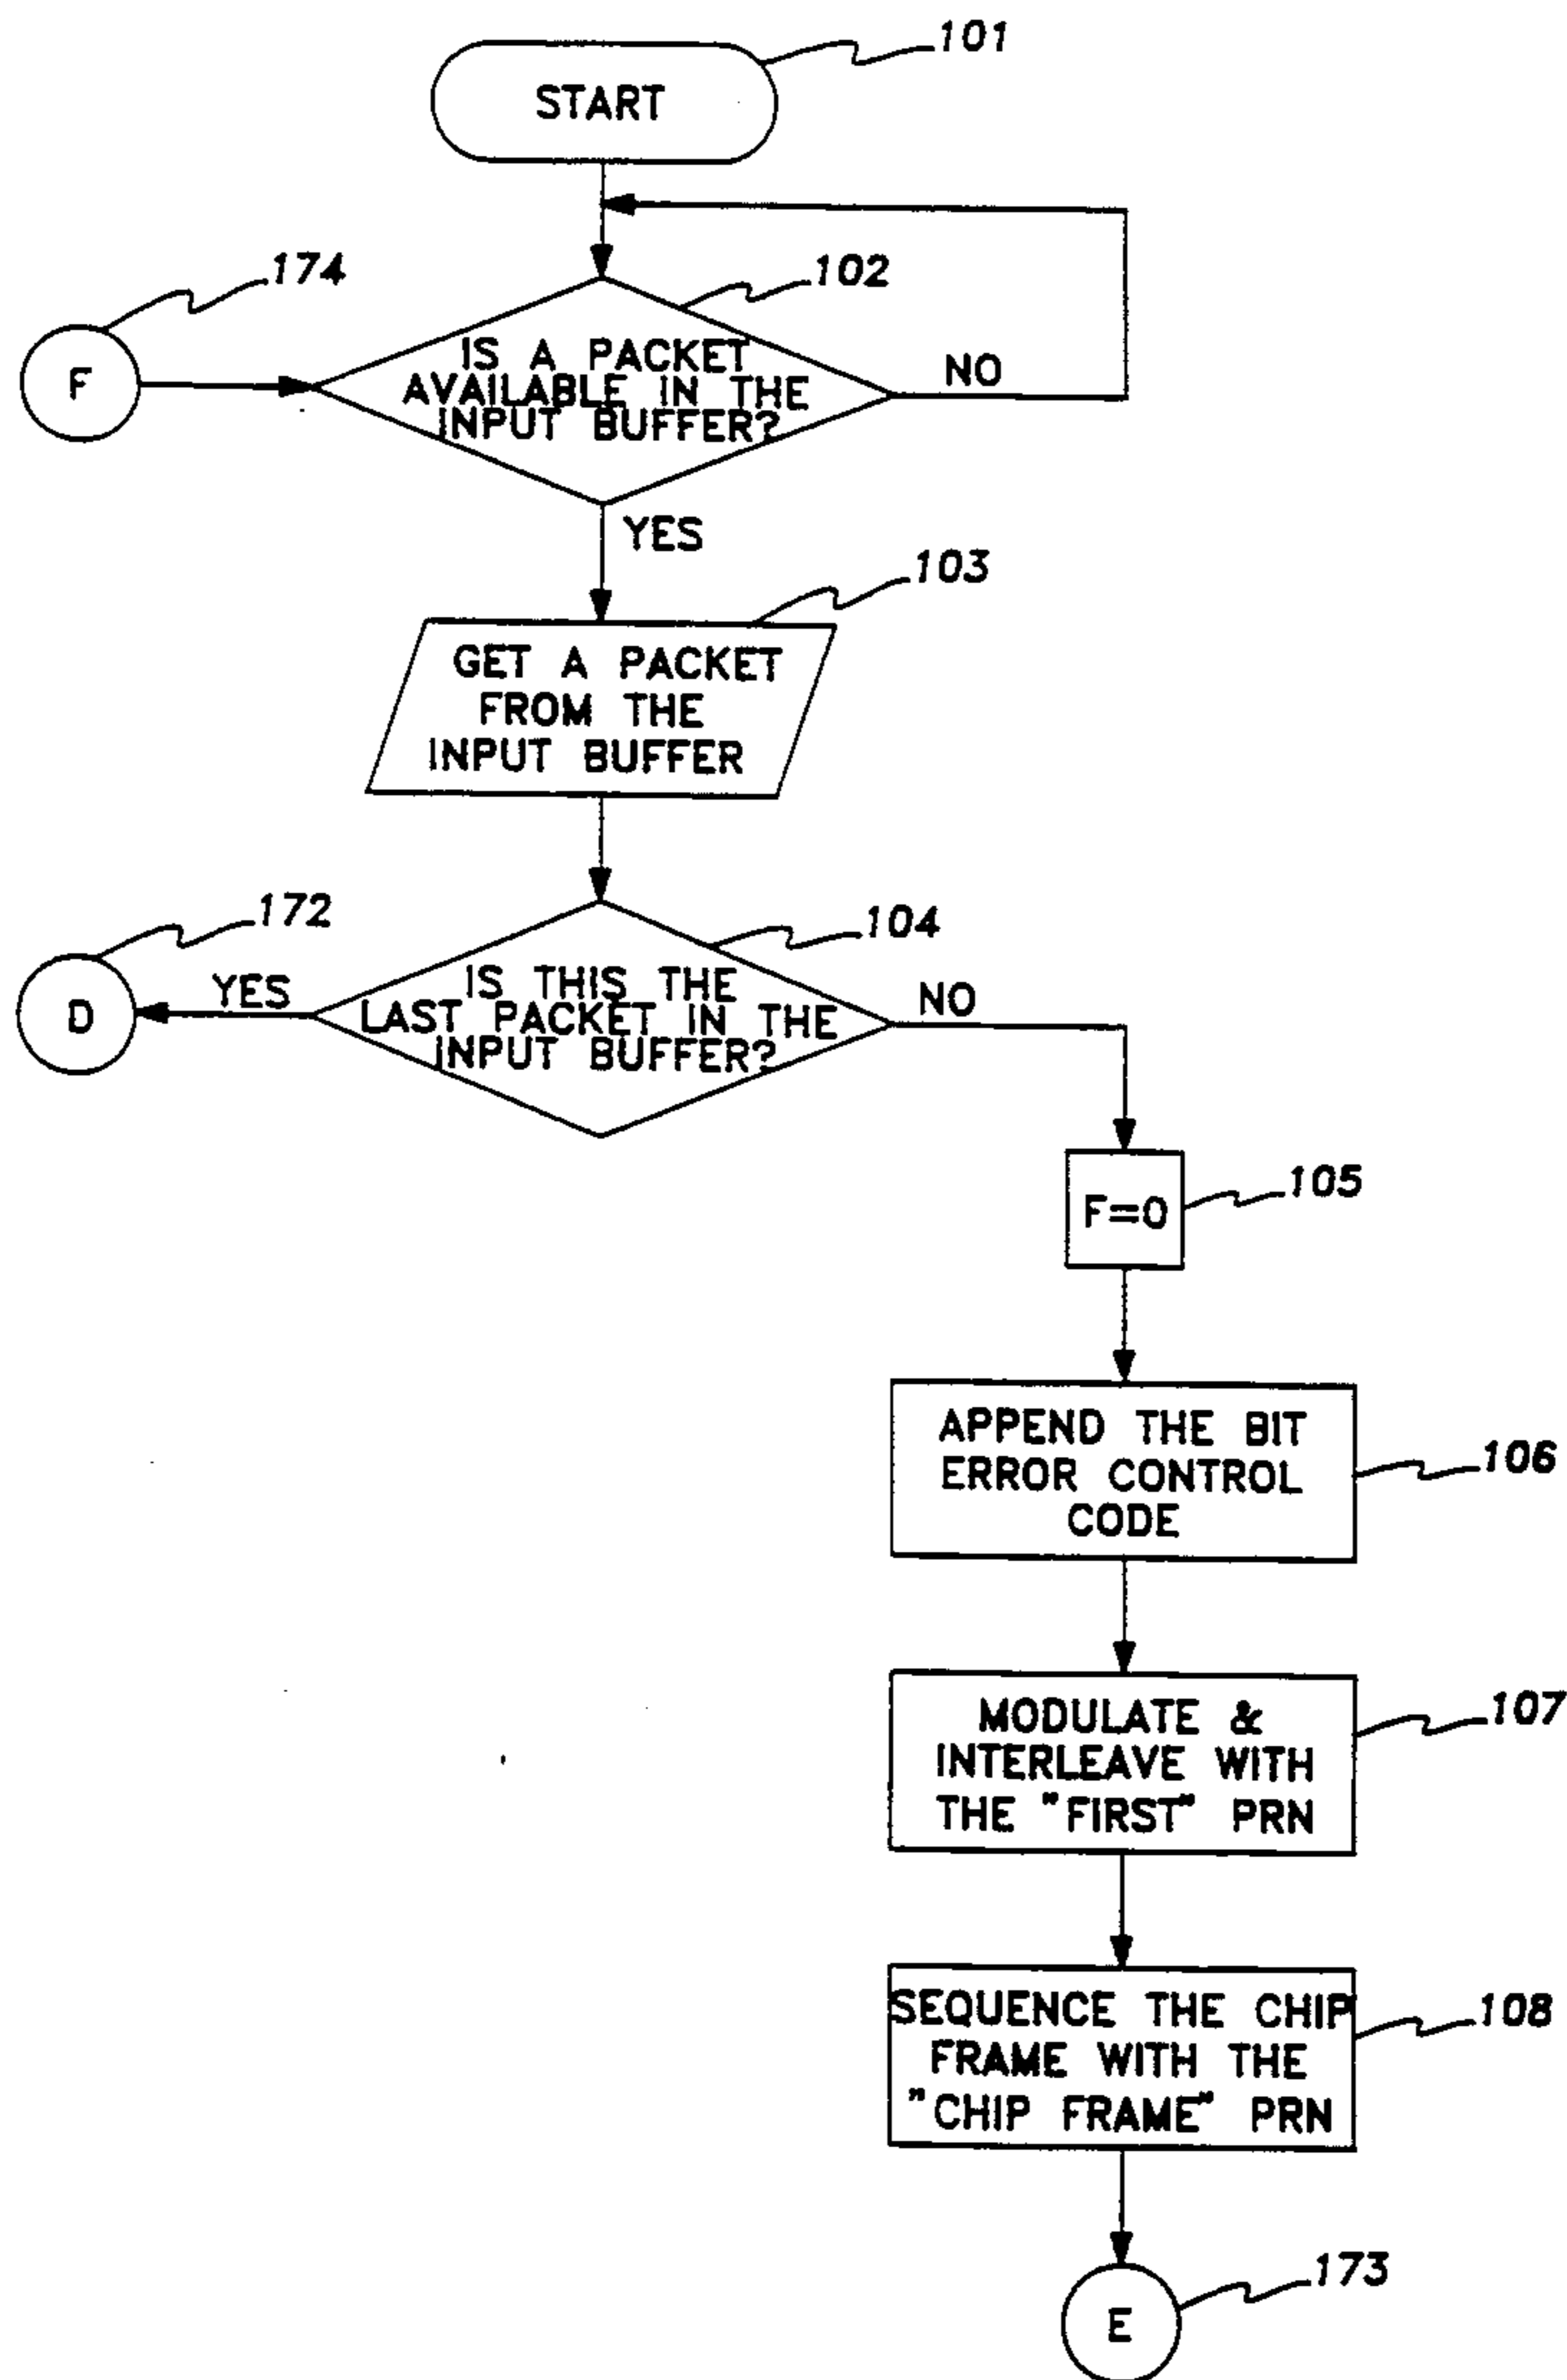 101
START
174
102
F
IS A PACKET
AVAILABLE IN THE
INPUT BUFFER?
NO
YES
103
GET A PACKET
FROM THE
INPUT BUFFER
172
104
D
YES
IS THIS THE
LAST PACKET IN THE
INPUT BUFFER?
NO
F=0
105
APPEND THE BIT
ERROR CONTROL
CODE
106
MODULATE &
INTERLEAVE WITH
THE "FIRST" PRN
107
SEQUENCE THE CHIP
FRAME WITH THE
"CHIP FRAME" PRN
108
173
E